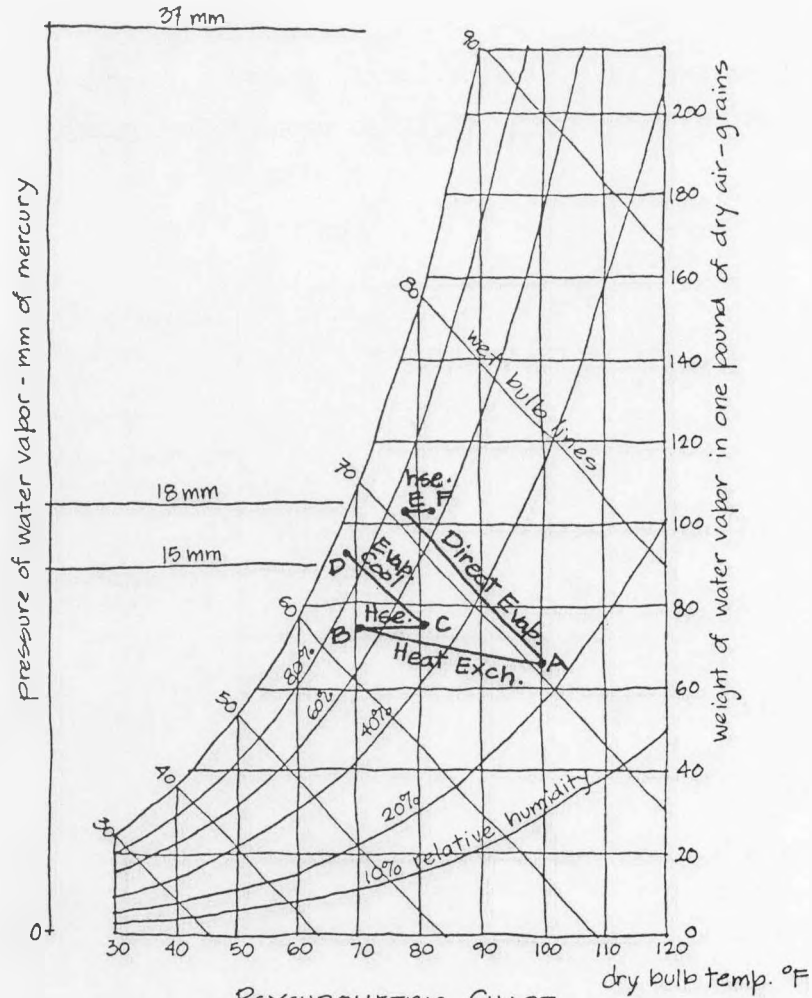 37 mm
90
200
180
160
80
wet bulb lines
140
120
70
hse.
E F
18 mm
100
Direct Evap.
15 mm
Evap.
Cool
D
80
60
Hse.
B
C
A
Heat Exch.
80%
60%
40%
60
50
40
40
30
20%
10% relative humidity
20
0
0
30 40 50 60 70 80 90 100 110 120
dry bulb temp. °F
pressure of water vapor - mm of mercury
weight of water vapor in one pound of dry air-grains
PSYCHROMETRIC CHART